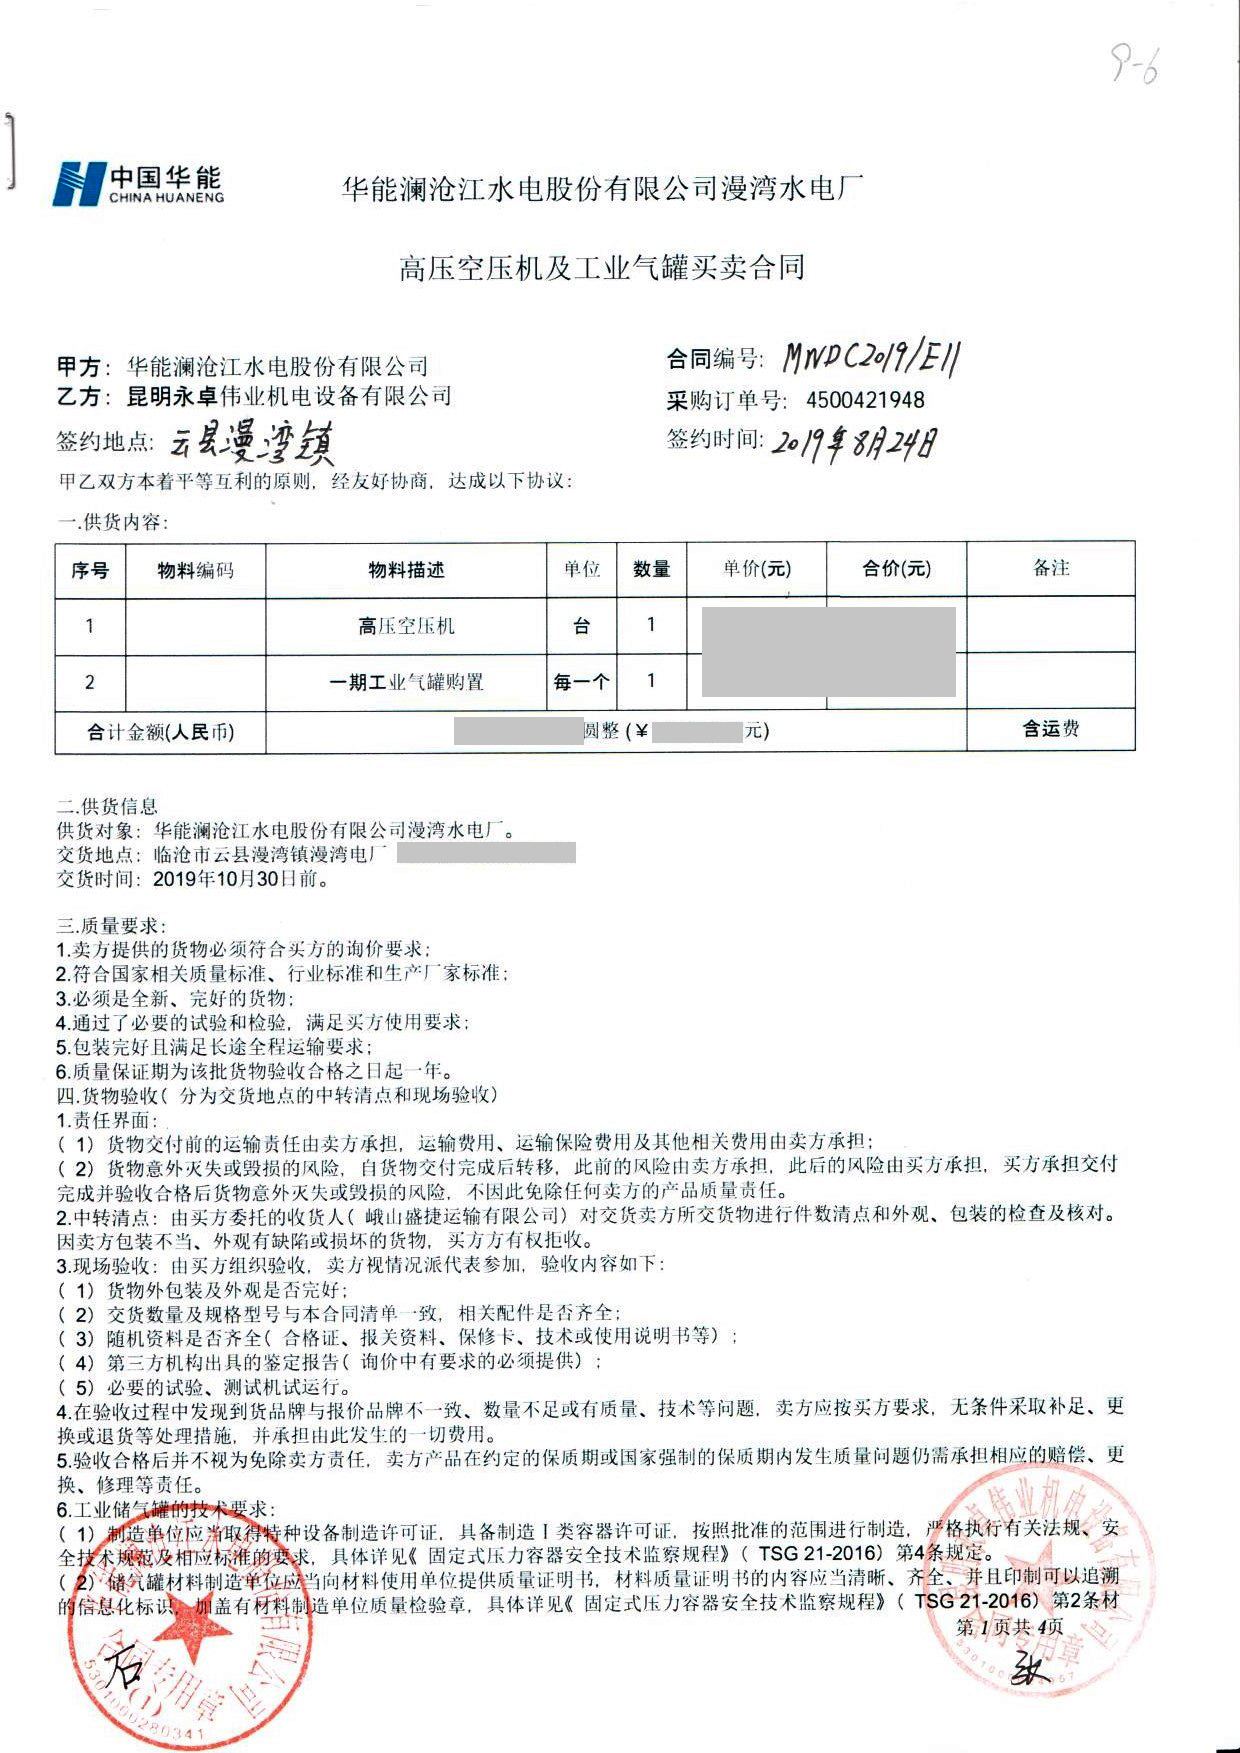 9-6
中国华能
CHINA HUANENG
华能澜沧江水电股份有限公司漫湾水电厂
高压空压机及工业气罐买卖合同
甲方：华能澜沧江水电股份有限公司
合同编号：MWDC2019/E11
乙方：昆明永卓伟业机电设备有限公司
采购订单号：4500421948
签约地点：云县漫湾镇
签约时间：2019年8月24日
甲乙双方本着平等互利的原则，经友好协商，达成以下协议：
一.供货内容：
序号 物料编码 物料描述 单位 数量 单价(元) 合价(元) 备注
1 高压空压机 台 1
2 一期工业气罐购置 每一个 1
合计金额(人民币) 圆整 (￥ 元) 含运费
二.供货信息
供货对象：华能澜沧江水电股份有限公司漫湾水电厂。
交货地点：临沧市云县漫湾镇漫湾电厂
交货时间：2019年10月30日前。
三.质量要求：
1.卖方提供的货物必须符合买方的询价要求；
2.符合国家相关质量标准、行业标准和生产厂家标准；
3.必须是全新、完好的货物；
4.通过了必要的试验和检验，满足买方使用要求；
5.包装完好且满足长途全程运输要求；
6.质量保证期为该批货物验收合格之日起一年。
四.货物验收（分为交货地点的中转清点和现场验收）
1.责任界面：
（1）货物交付前的运输责任由卖方承担，运输费用、运输保险费用及其他相关费用由卖方承担；
（2）货物意外灭失或毁损的风险，自货物交付完成后转移，此前的风险由卖方承担，此后的风险由买方承担，买方承担交付
完成并验收合格后货物意外灭失或毁损的风险，不因此免除任何卖方的产品质量责任。
2.中转清点：由买方委托的收货人（峨山盛捷运输有限公司）对交货卖方所交货物进行件数清点和外观、包装的检查及核对。
因卖方包装不当、外观有缺陷或损坏的货物，买方方有权拒收。
3.现场验收：由买方组织验收，卖方视情况派代表参加，验收内容如下：
（1）货物外包装及外观是否完好；
（2）交货数量及规格型号与本合同清单一致，相关配件是否齐全；
（3）随机资料是否齐全（合格证、报关资料、保修卡、技术或使用说明书等）；
（4）第三方机构出具的鉴定报告（询价中有要求的必须提供）；
（5）必要的试验、测试机试运行。
4.在验收过程中发现到货品牌与报价品牌不一致、数量不足或有质量、技术等问题，卖方应按买方要求，无条件采取补足、更
换或退货等处理措施，并承担由此发生的一切费用。
5.验收合格后并不视为免除卖方责任，卖方产品在约定的保质期或国家强制的保质期内发生质量问题仍需承担相应的赔偿、更
换、修理等责任。
6.工业储气罐的技术要求：
（1）制造单位应当取得特种设备制造许可证，具备制造Ⅰ类容器许可证，按照批准的范围进行制造，严格执行有关法规、安
全技术规范及相应标准的要求，具体详见《固定式压力容器安全技术监察规程》（TSG 21-2016）第4条规定。
（2）储气罐材料制造单位应当向材料使用单位提供质量证明书，材料质量证明书的内容应当清晰、齐全、并且印制可以追溯
的信息化标识，加盖有材料制造单位质量检验章，具体详见《固定式压力容器安全技术监察规程》（TSG 21-2016）第2条材
第 1 页共 4页
合同专用章
(1)
5301000280341
石
合同专用章